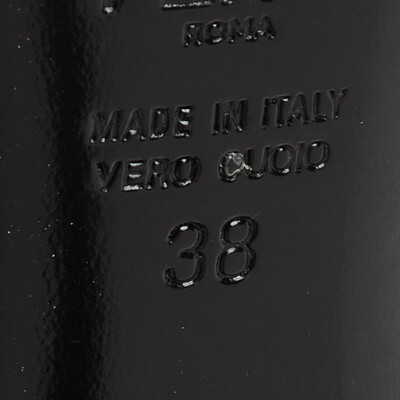 ROMA
MADE IN ITALY
VERO CUOIO
38